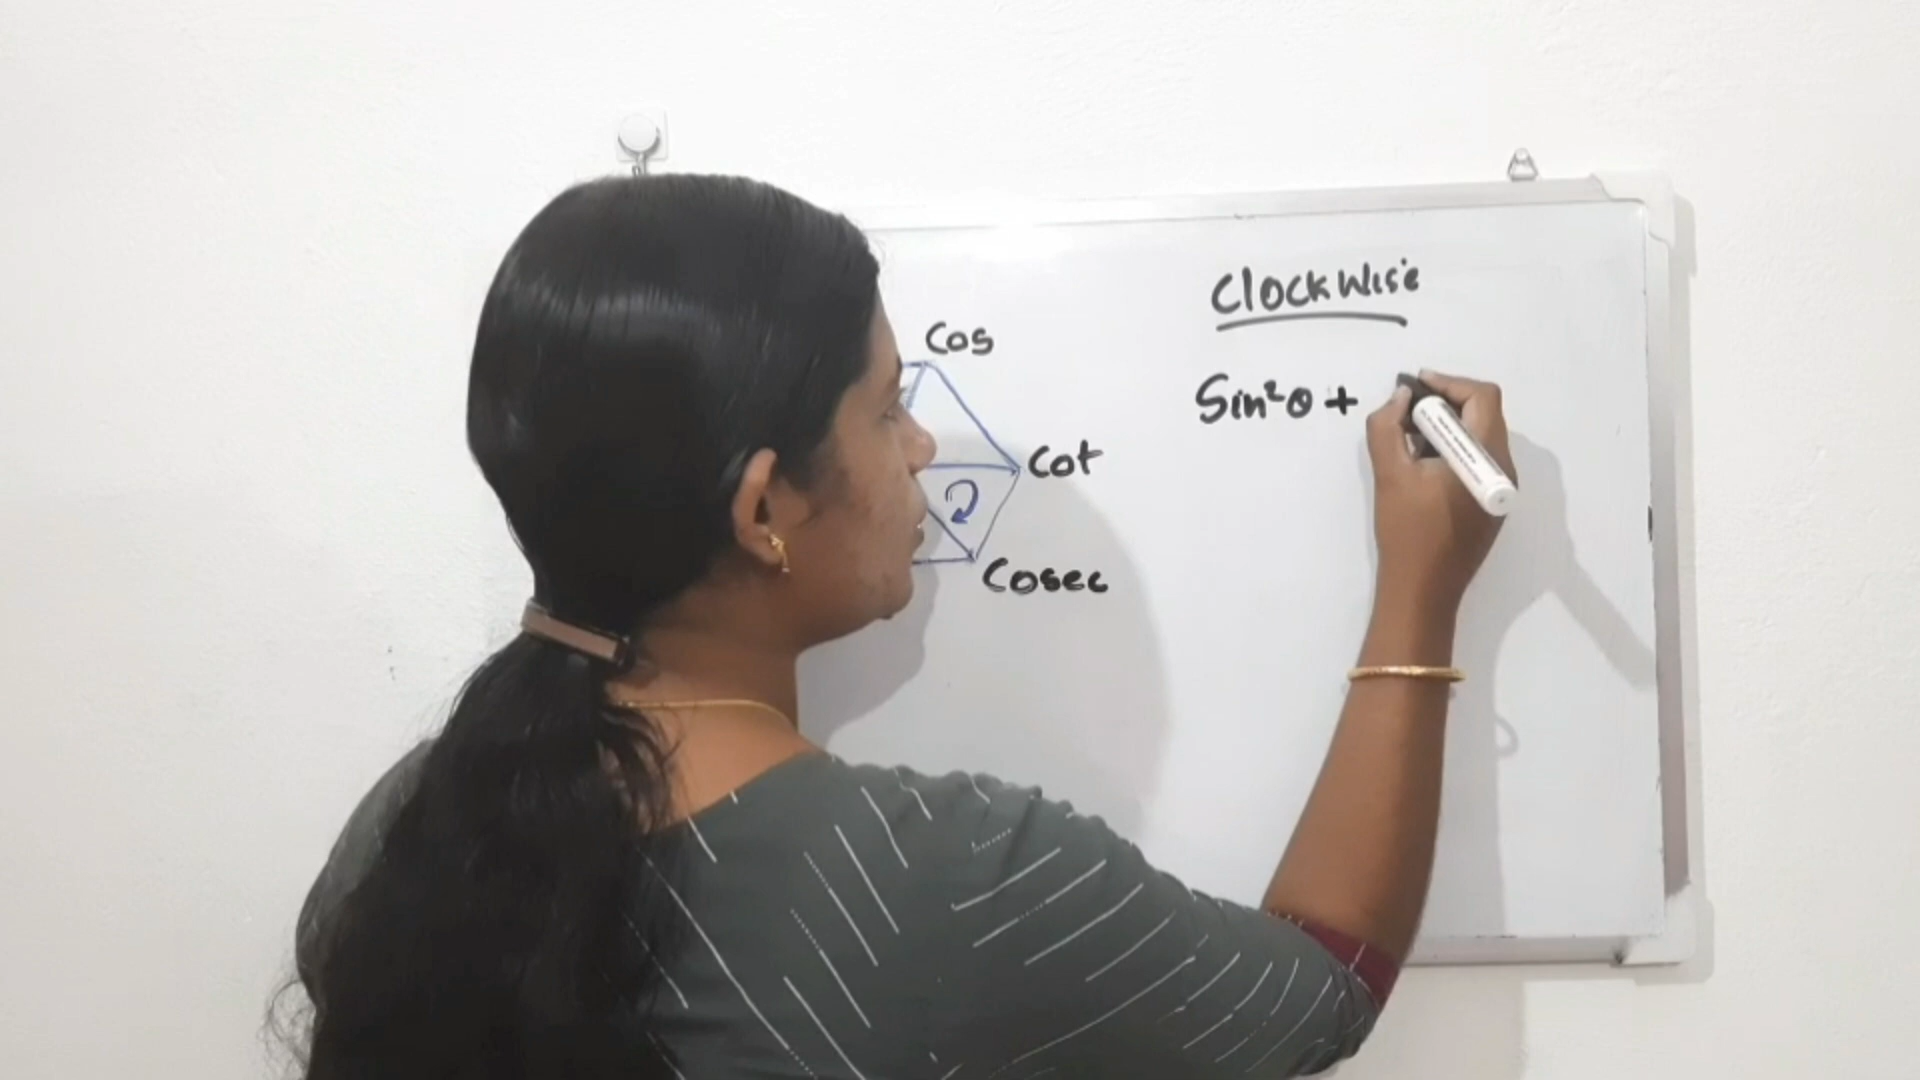 Clockwise
Cos
Sin²θ +
Cot
Cosec